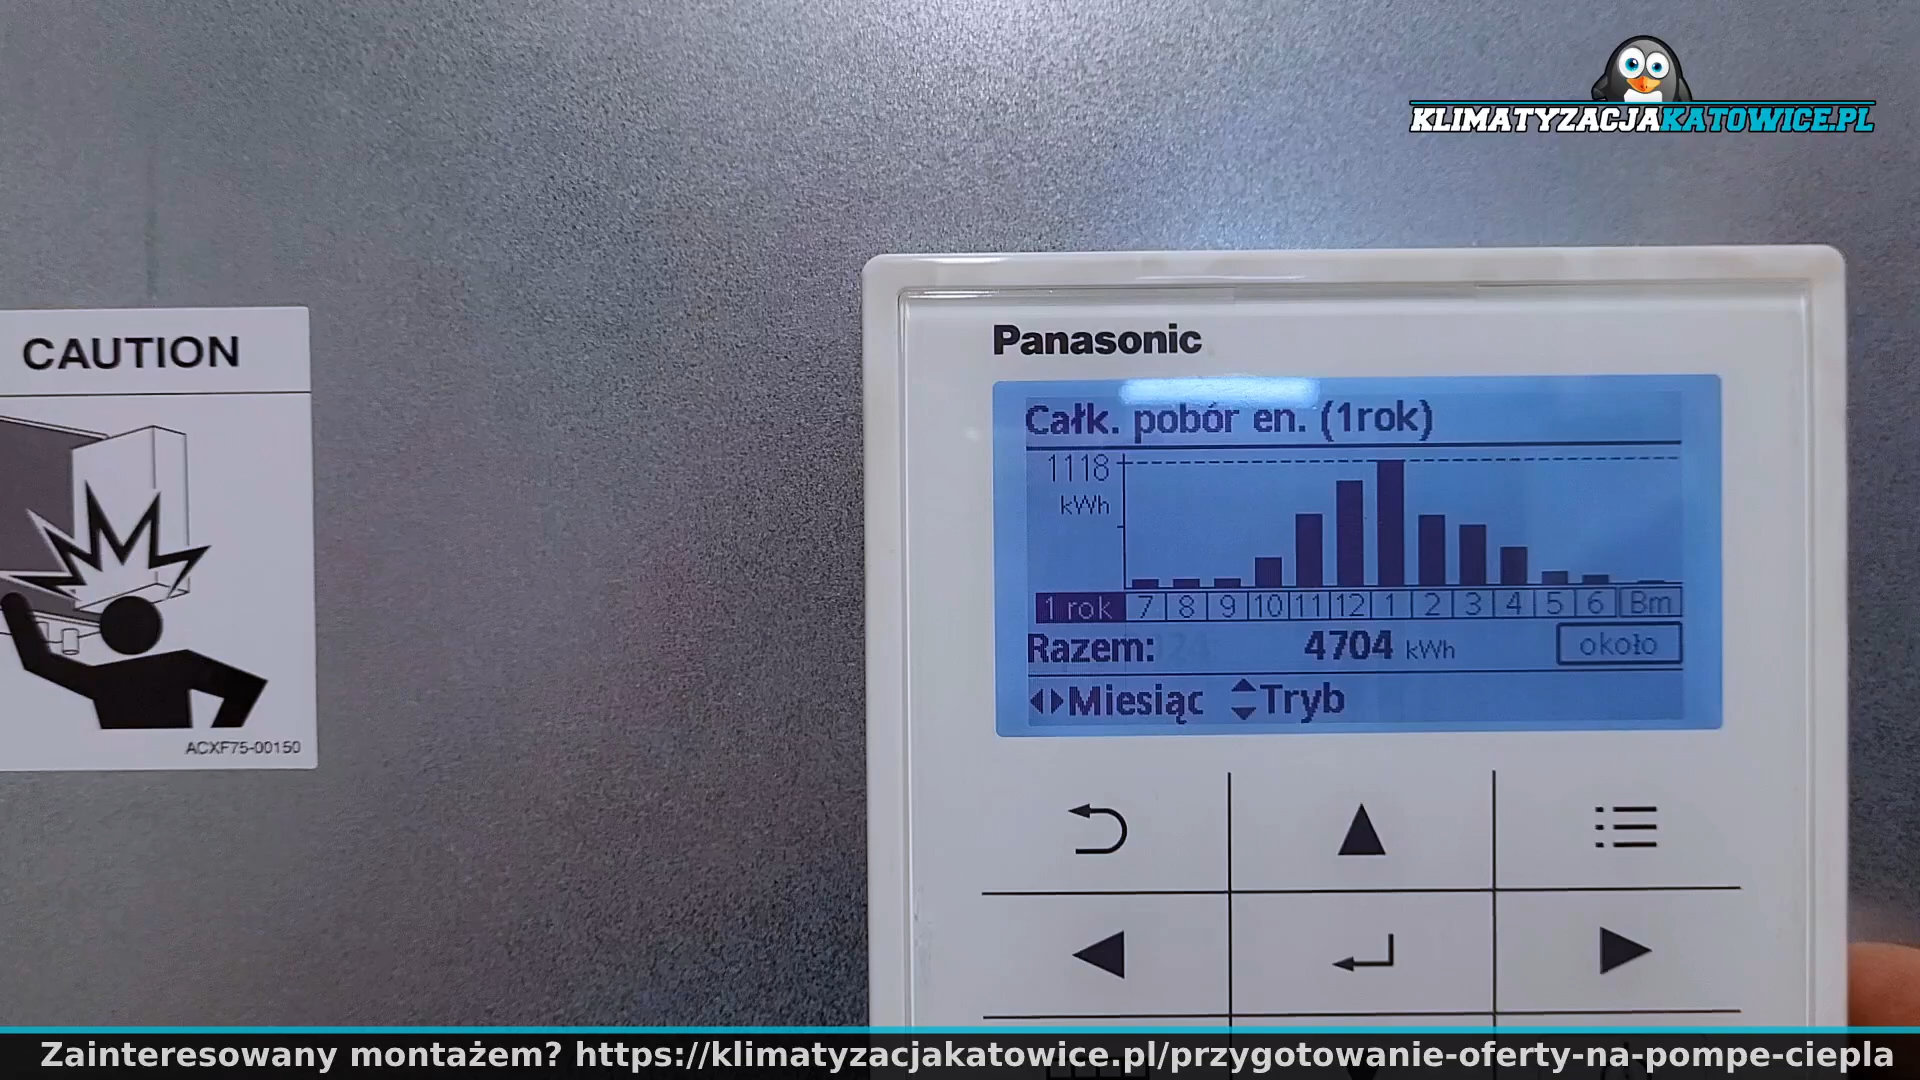 KLIMATYZACJAKATOWICE.PL
CAUTION
ACXF75-00150
Panasonic
Całk. pobór en. (1rok)
1118
kWh
1 rok 7 8 9 10 11 12 1 2 3 4 5 6 Bm
Razem: 4704 kWh około
Miesiąc Tryb
Zainteresowany montażem? https://klimatyzacjakatowice.pl/przygotowanie-oferty-na-pompe-ciepla